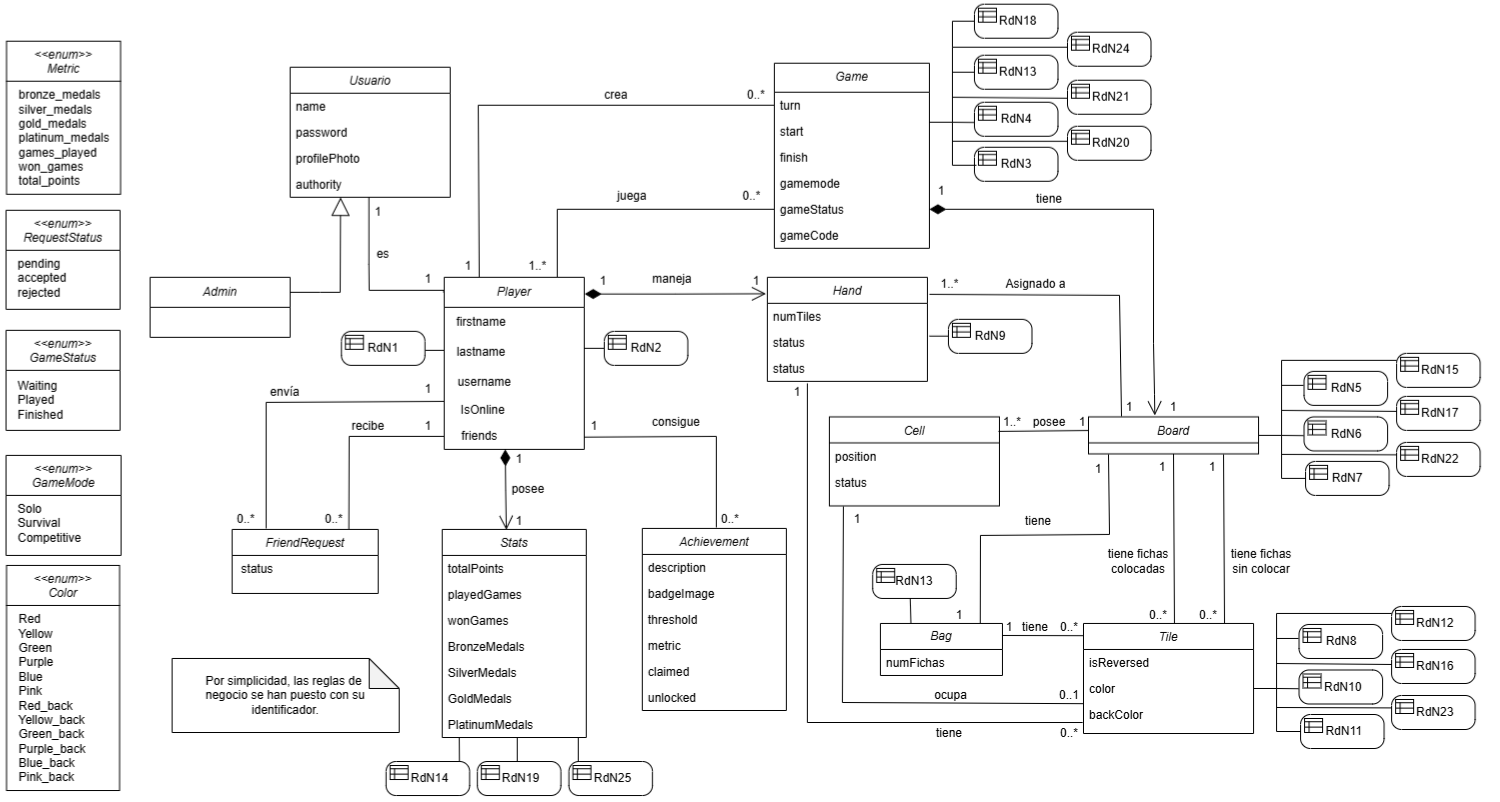 <<enum>>
Metric
bronze_medals
silver_medals
gold_medals
platinum_medals
games_played
won_games
total_points
<<enum>>
RequestStatus
pending
accepted
rejected
<<enum>>
GameStatus
Waiting
Played
Finished
<<enum>>
GameMode
Solo
Survival
Competitive
<<enum>>
Color
Red
Yellow
Green
Purple
Blue
Pink
Red_back
Yellow_back
Green_back
Purple_back
Blue_back
Pink_back
Usuario
name
password
profilePhoto
authority
1
es
1
Admin
crea
0..*
1
juega
0..*
1..*
Game
turn
start
finish
gamemode
gameStatus
gameCode
RdN18
RdN24
RdN13
RdN21
RdN4
RdN20
RdN3
1
tiene
1
Player
firstname
lastname
username
IsOnline
friends
RdN1
RdN2
1
maneja
1
Hand
numTiles
status
status
RdN9
1..*
Asignado a
1
envía
1
0..*
recibe
1
0..*
FriendRequest
status
1
posee
1
Stats
totalPoints
playedGames
wonGames
BronzeMedals
SilverMedals
GoldMedals
PlatinumMedals
RdN14
RdN19
RdN25
1
consigue
0..*
Achievement
description
badgeImage
threshold
metric
claimed
unlocked
Cell
position
status
1..*
posee
1
Board
RdN15
RdN5
RdN17
RdN6
RdN22
RdN7
1
tiene
1
1
tiene fichas
colocadas
0..*
1
tiene fichas
sin colocar
0..*
RdN13
Bag
numFichas
1
tiene
0..*
Tile
isReversed
color
backColor
RdN12
RdN8
RdN16
RdN10
RdN23
RdN11
1
ocupa
0..1
1
tiene
0..*
Por simplicidad, las reglas de
negocio se han puesto con su
identificador.